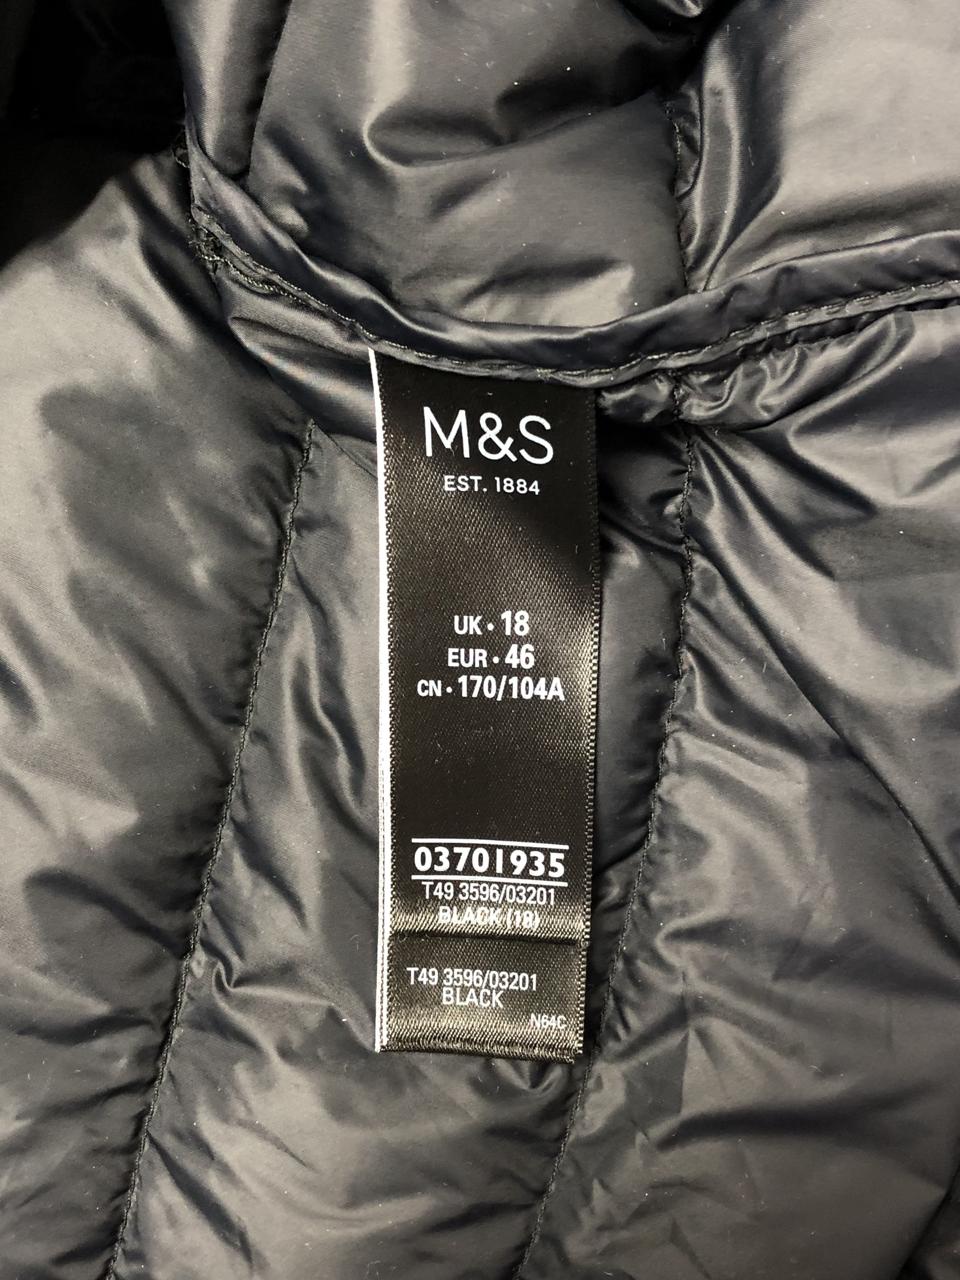 M&S
EST. 1884
UK • 18
EUR • 46
CN • 170/104A
03701935
T49 3596/03201
BLACK (18)
T49 3596/03201
BLACK
N64C